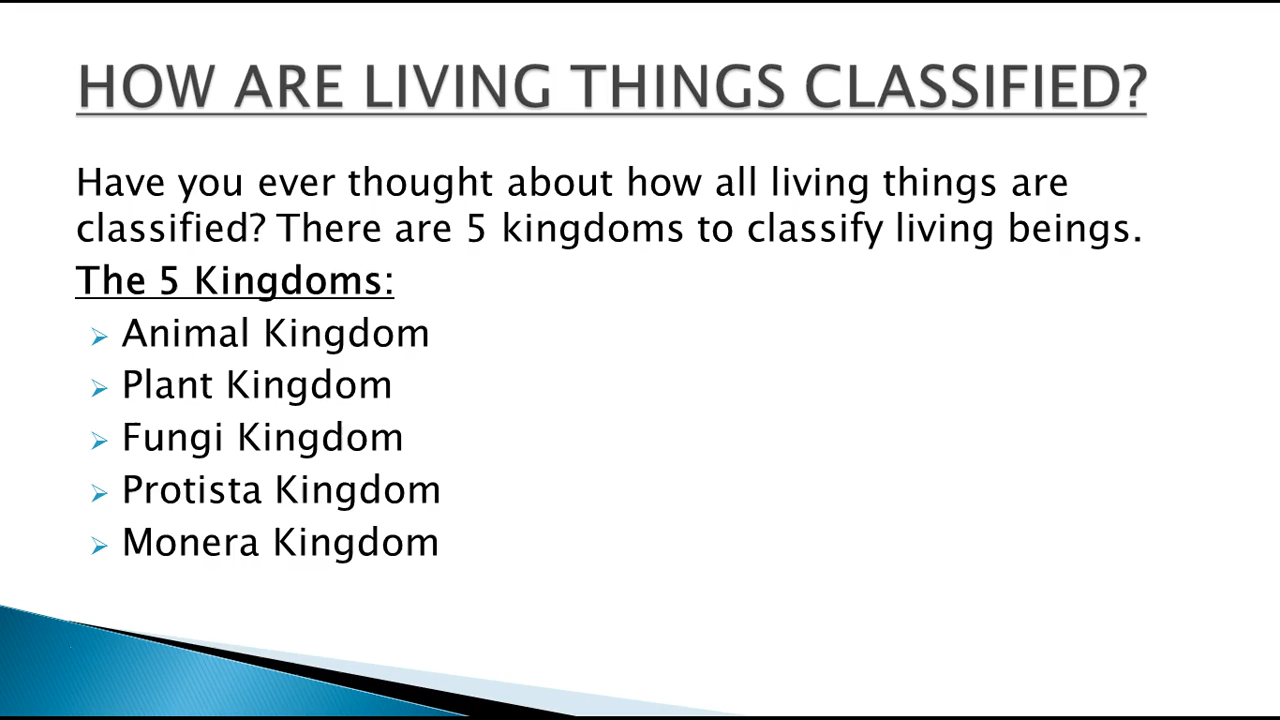 HOW ARE LIVING THINGS CLASSIFIED?
Have you ever thought about how all living things are
classified? There are 5 kingdoms to classify living beings.
The 5 Kingdoms:
Animal Kingdom
Plant Kingdom
Fungi Kingdom
Protista Kingdom
Monera Kingdom